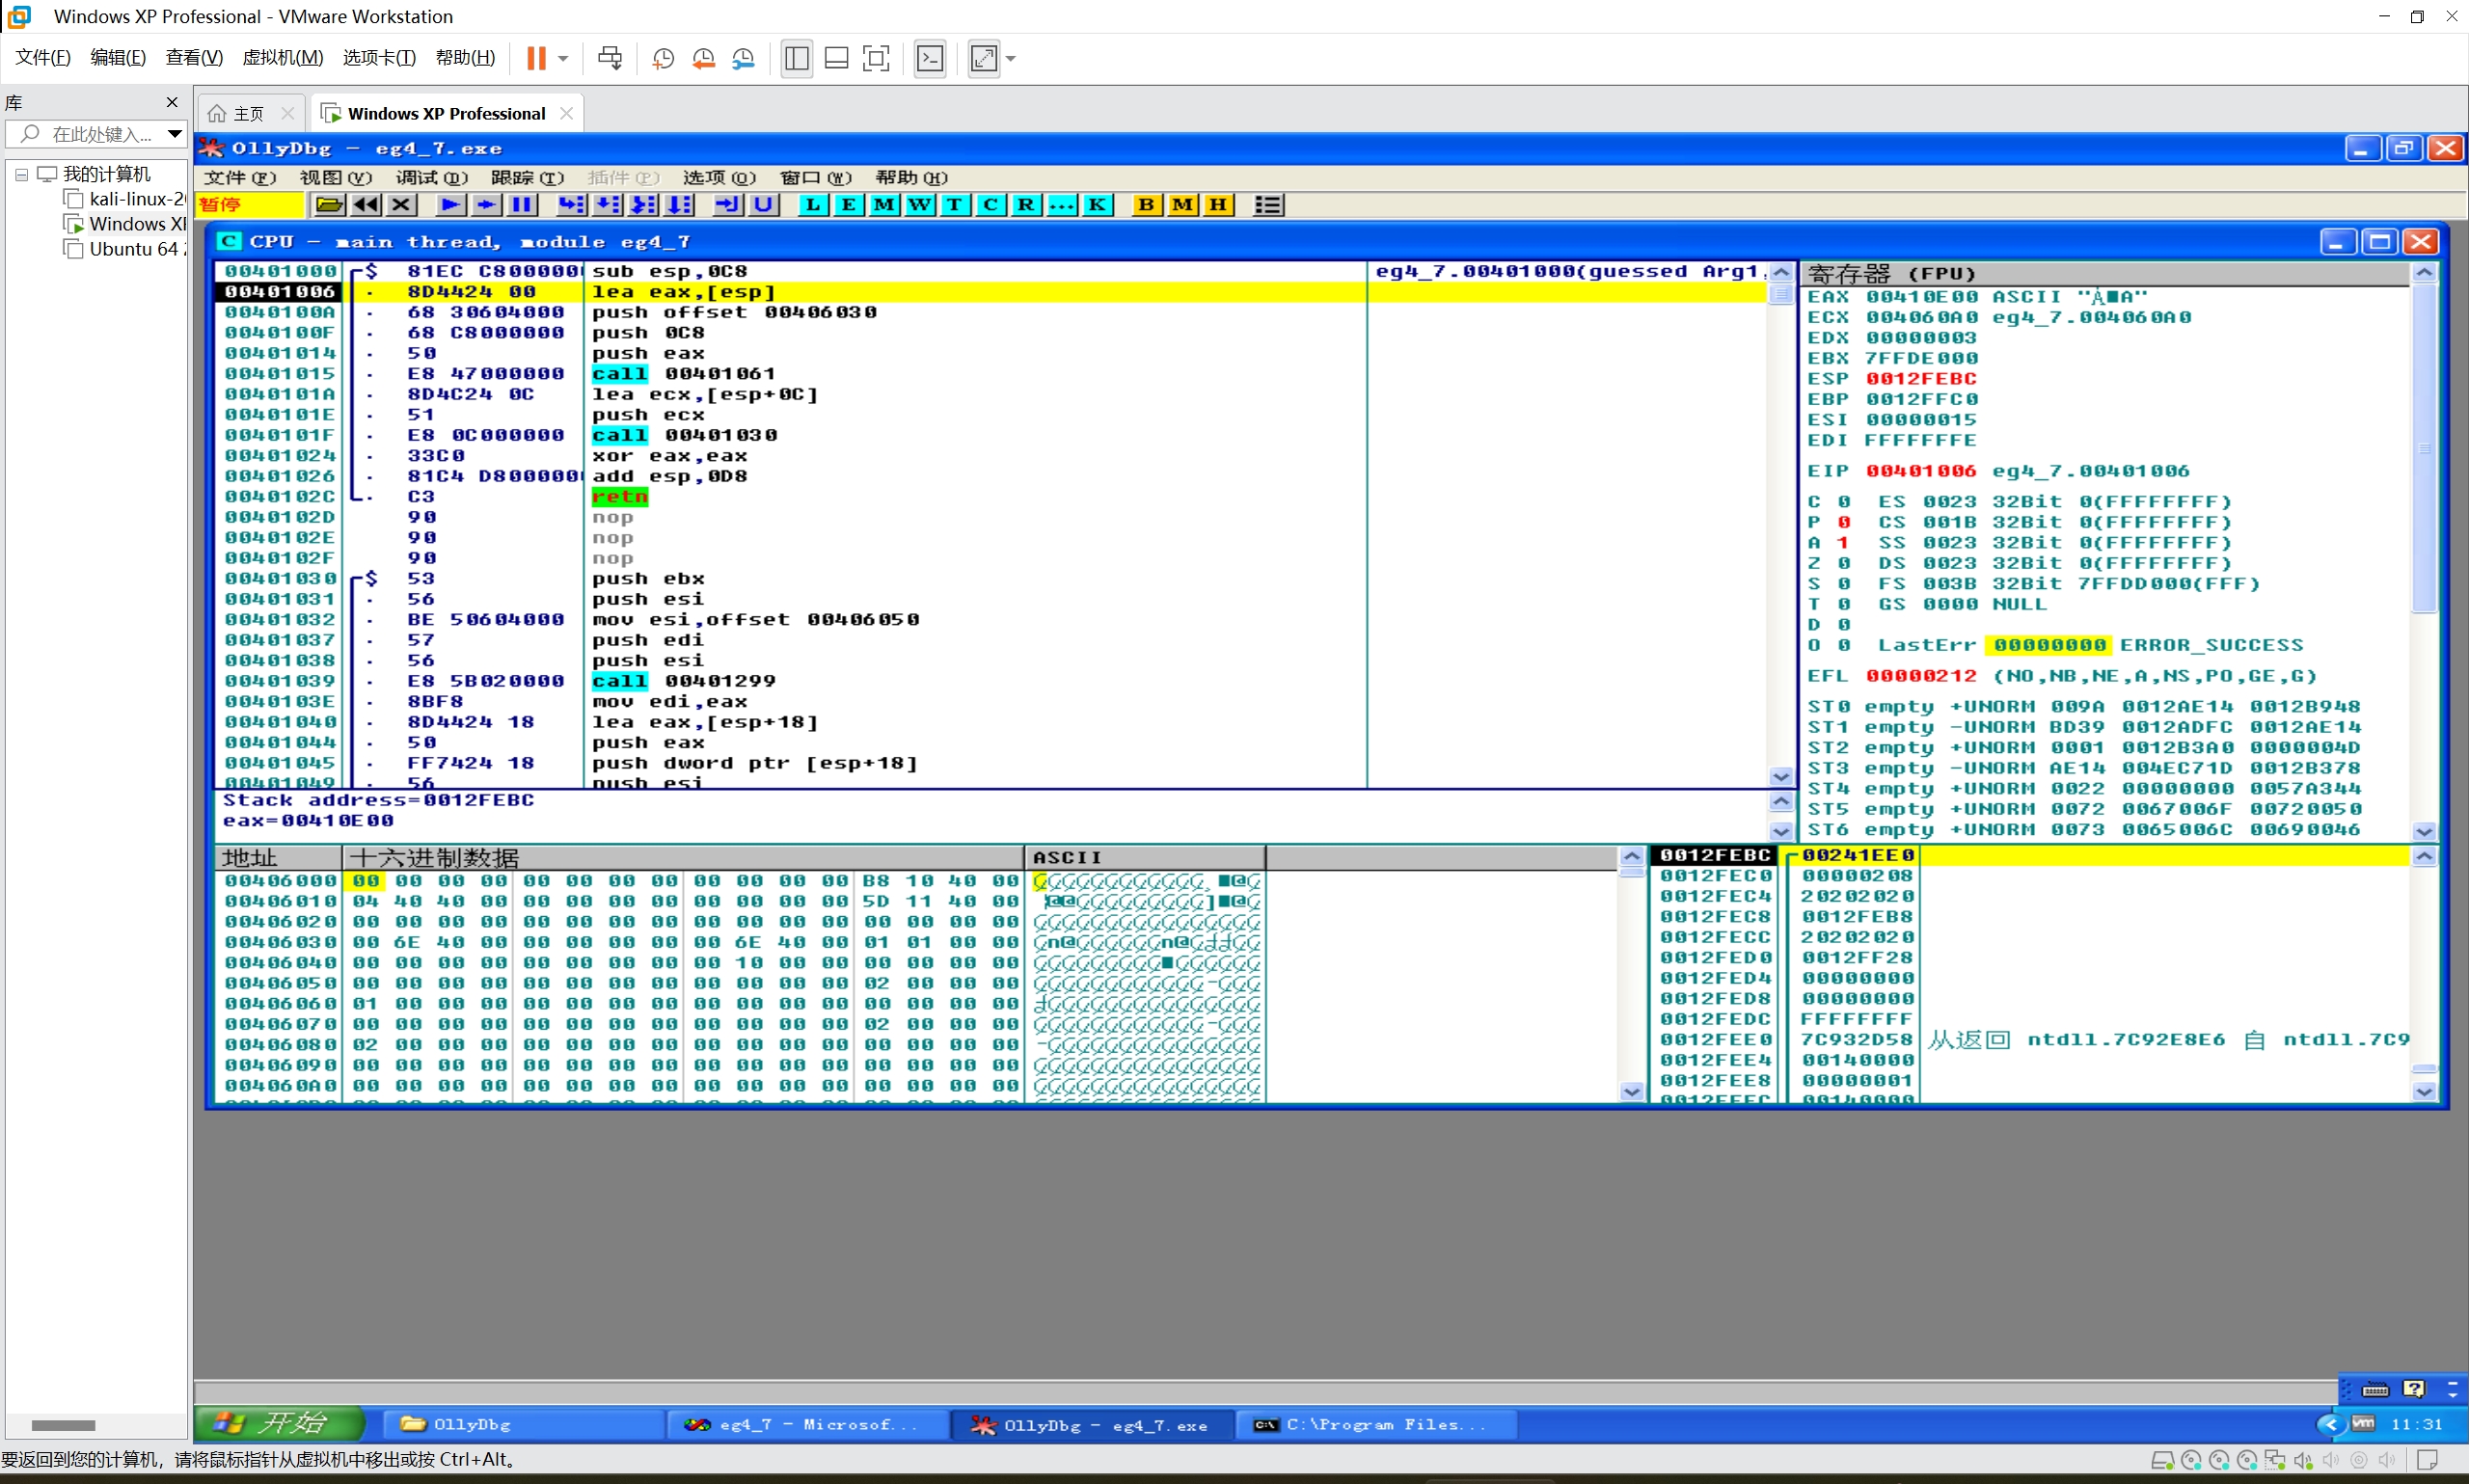 Windows XP Professional - VMware Workstation
文件(F) 编辑(E) 查看(V) 虚拟机(M) 选项卡(T) 帮助(H)
库
在此处键入...
我的计算机
kali-linux-20
Windows XP
Ubuntu 64
主页
Windows XP Professional
OllyDbg - eg4_7.exe
文件(F) 视图(V) 调试(D) 跟踪(T) 插件(P) 选项(O) 窗口(W) 帮助(H)
暂停 L E M W T C R ... K B M H
C CPU - main thread, module eg4_7
00401000 $ 81EC C800000 sub esp,0C8 eg4_7.00401000(guessed Arg1,
00401006 . 8D4424 00 lea eax,[esp]
0040100A . 68 30604000 push offset 00406030
0040100F . 68 C8000000 push 0C8
00401014 . 50 push eax
00401015 . E8 47000000 call 00401061
0040101A . 8D4C24 0C lea ecx,[esp+0C]
0040101E . 51 push ecx
0040101F . E8 0C000000 call 00401030
00401024 . 33C0 xor eax,eax
00401026 . 81C4 D800000 add esp,0D8
0040102C . C3 retn
0040102D 90 nop
0040102E 90 nop
0040102F 90 nop
00401030 $ 53 push ebx
00401031 . 56 push esi
00401032 . BE 50604000 mov esi,offset 00406050
00401037 . 57 push edi
00401038 . 56 push esi
00401039 . E8 5B020000 call 00401299
0040103E . 8BF8 mov edi,eax
00401040 . 8D4424 18 lea eax,[esp+18]
00401044 . 50 push eax
00401045 . FF7424 18 push dword ptr [esp+18]
00401049 . 56 push esi
Stack address=0012FEBC
eax=00410E00
寄存器 (FPU)
EAX 00410E00 ASCII
ECX 004060A0 eg4_7.004060A0
EDX 00000003
EBX 7FFDE000
ESP 0012FEBC
EBP 0012FFC0
ESI 00000015
EDI FFFFFFFE
EIP 00401006 eg4_7.00401006
C 0 ES 0023 32Bit 0(FFFFFFFF)
P 0 CS 001B 32Bit 0(FFFFFFFF)
A 1 SS 0023 32Bit 0(FFFFFFFF)
Z 0 DS 0023 32Bit 0(FFFFFFFF)
S 0 FS 003B 32Bit 7FFDD000(FFF)
T 0 GS 0000 NULL
D 0
O 0 LastErr 00000000 ERROR_SUCCESS
EFL 00000212 (NO,NB,NE,A,NS,PO,GE,G)
ST0 empty +UNORM 009A 0012AE14 0012B948
ST1 empty -UNORM BD39 0012ADFC 0012AE14
ST2 empty +UNORM 0001 0012B3A0 0000004D
ST3 empty -UNORM AE14 004EC71D 0012B378
ST4 empty +UNORM 0022 00000000 0057A344
ST5 empty +UNORM 0072 0067006F 00720050
ST6 empty +UNORM 0073 0065006C 00690046
地址 十六进制数据 ASCII
00406000 00 00 00 00 00 00 00 00 00 00 00 00 B8 10 40 00
00406010 04 40 40 00 00 00 00 00 00 00 00 00 5D 11 40 00
00406020 00 00 00 00 00 00 00 00 00 00 00 00 00 00 00 00
00406030 00 6E 40 00 00 00 00 00 00 6E 40 00 01 01 00 00
00406040 00 00 00 00 00 00 00 00 00 10 00 00 00 00 00 00
00406050 00 00 00 00 00 00 00 00 00 00 00 00 02 00 00 00
00406060 01 00 00 00 00 00 00 00 00 00 00 00 00 00 00 00
00406070 00 00 00 00 00 00 00 00 00 00 00 00 02 00 00 00
00406080 02 00 00 00 00 00 00 00 00 00 00 00 00 00 00 00
00406090 00 00 00 00 00 00 00 00 00 00 00 00 00 00 00 00
004060A0 00 00 00 00 00 00 00 00 00 00 00 00 00 00 00 00
0012FEBC 00241EE0
0012FEC0 00000208
0012FEC4 20202020
0012FEC8 0012FEB8
0012FECC 20202020
0012FED0 0012FF28
0012FED4 00000000
0012FED8 00000000
0012FEDC FFFFFFFF
0012FEE0 7C932D58 从返回 ntdll.7C92E8E6 自 ntdll.7C9
0012FEE4 00140000
0012FEE8 00000001
0012FEEC 00140000
开始 OllyDbg eg4_7 - Microsof... OllyDbg - eg4_7.exe C:\Program Files... 11:31
要返回到您的计算机，请将鼠标指针从虚拟机中移出或按 Ctrl+Alt。